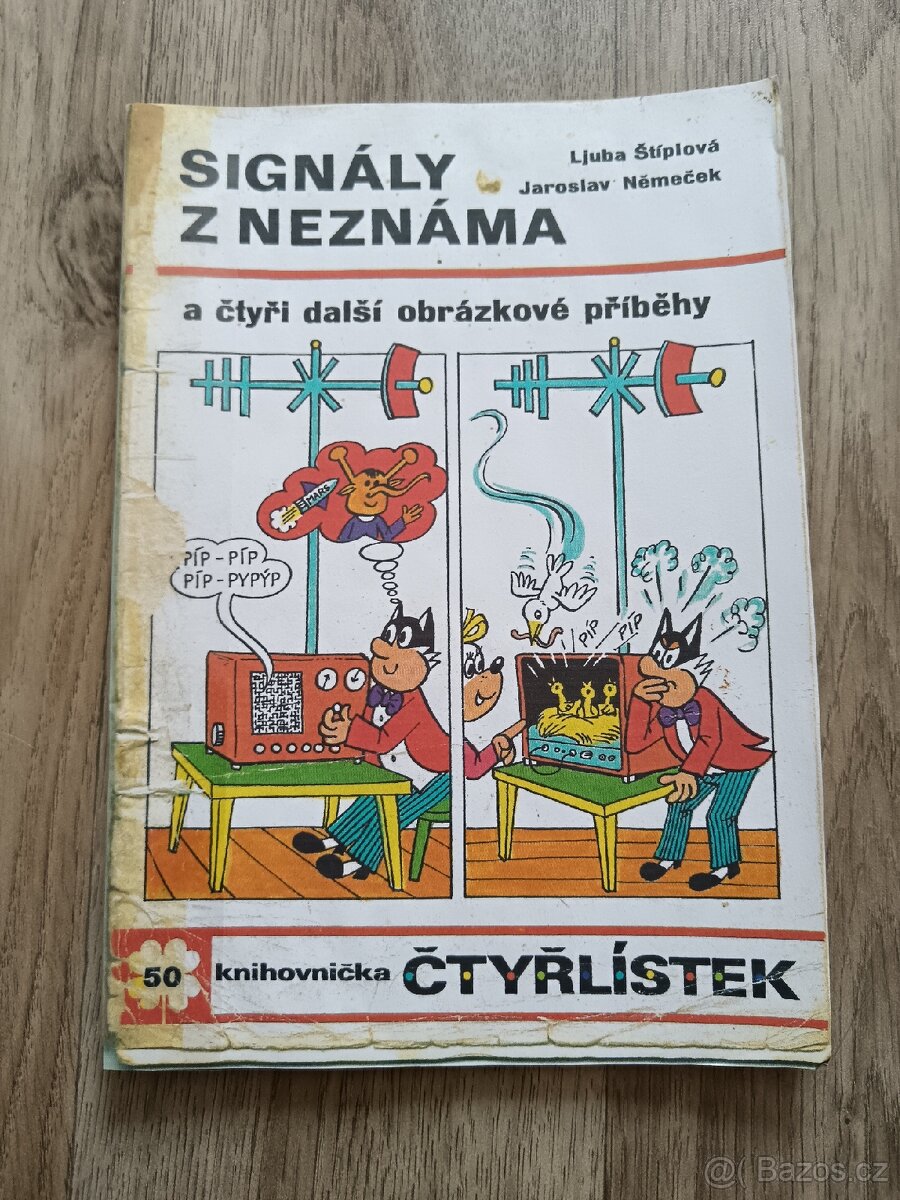 SIGNÁLY
Z NEZNÁMA
Ljuba Štíplová
Jaroslav Němeček
a čtyři další obrázkové příběhy
MARS
PÍP - PÍP
PÍP - PYPÝP
PÍP
PÍP
50 knihovnička ČTYŘLÍSTEK
@ Bazos.cz